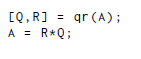 [Q,R] = qr(A);
A = R*Q;